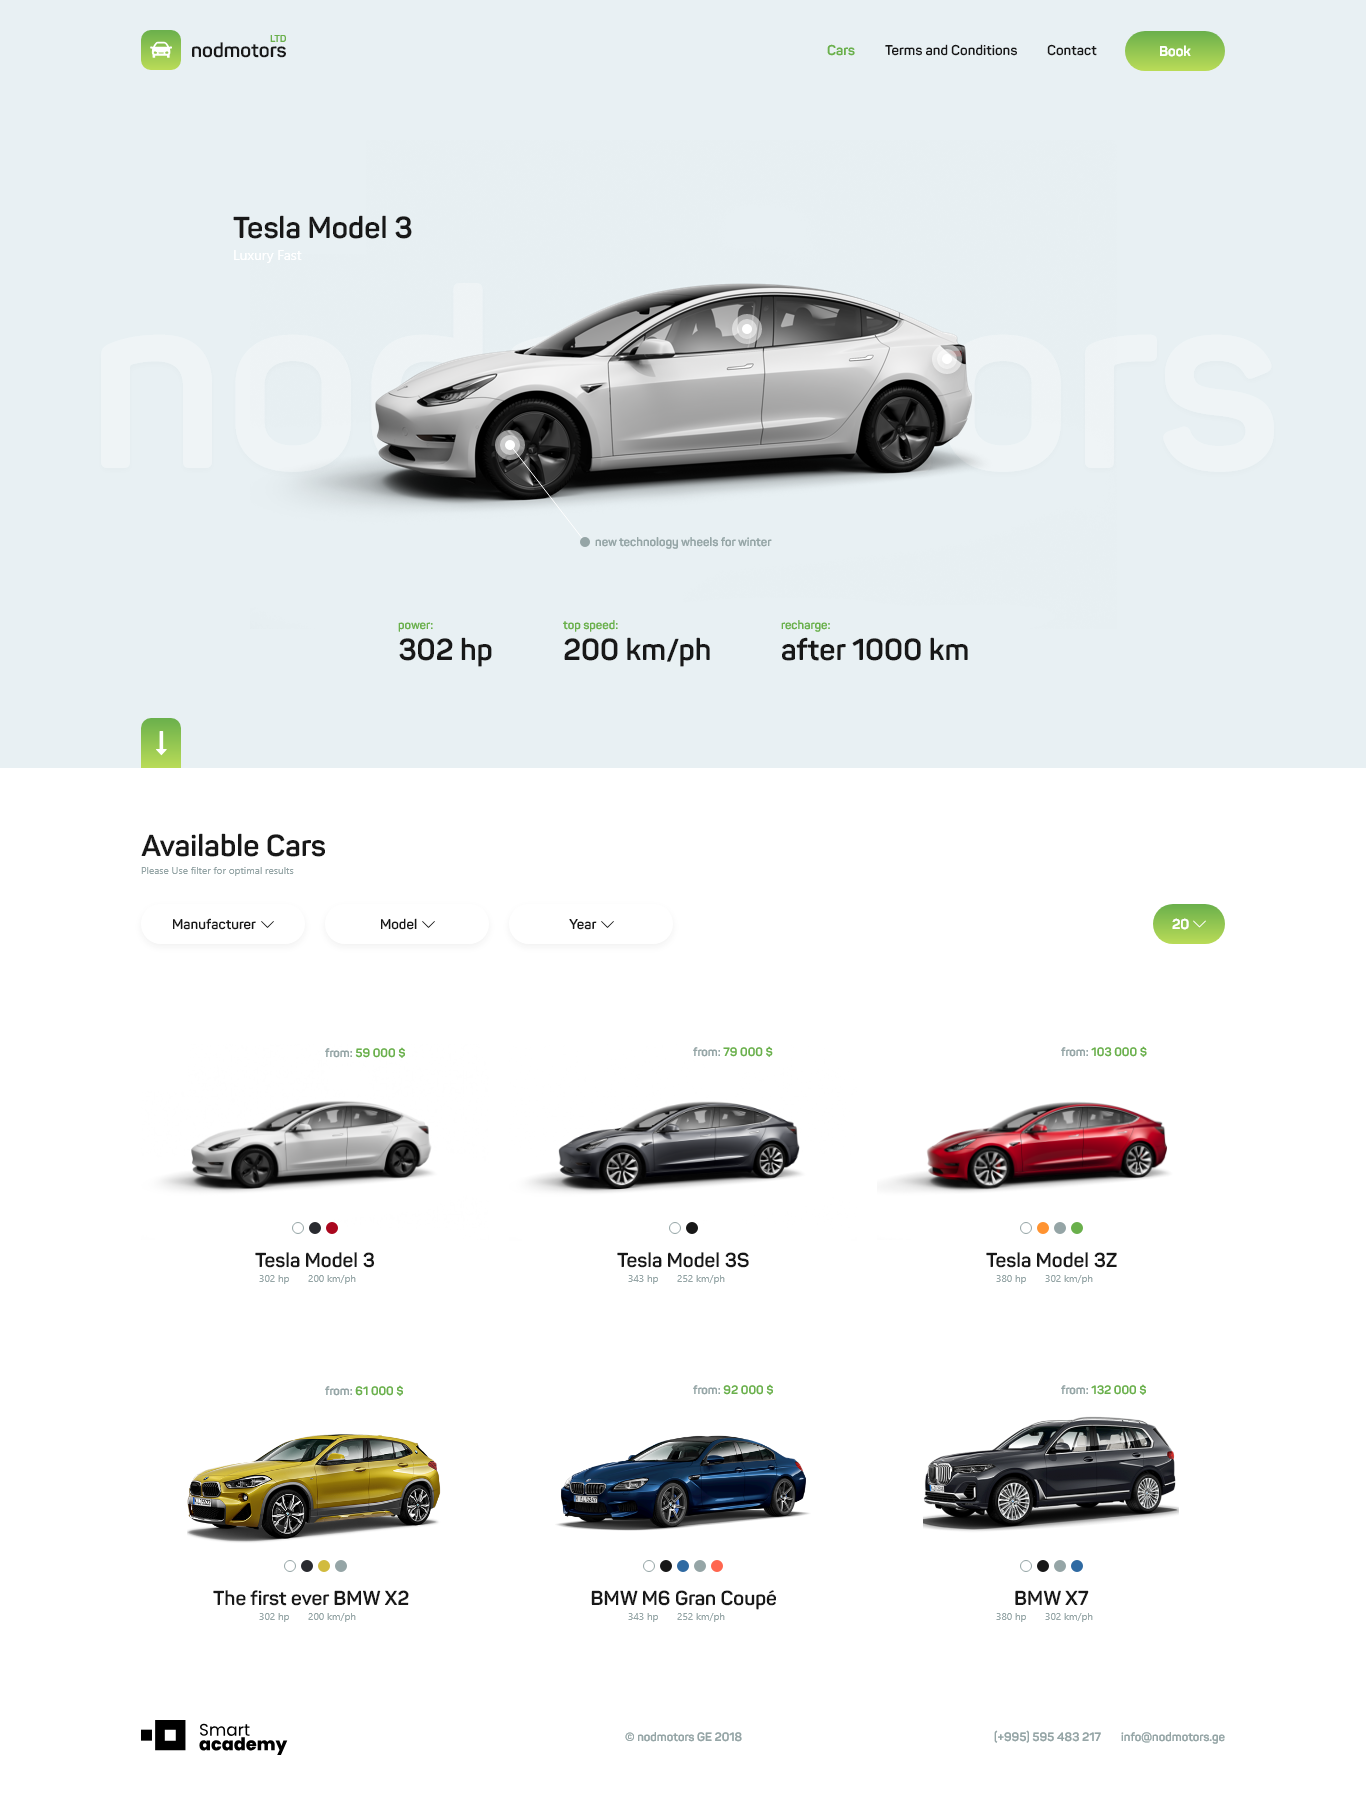 LTD
nodmotors
Cars Terms and Conditions Contact Book
Tesla Model 3
Luxury Fast
nodmotors
new technology wheels for winter
power: top speed: recharge:
302 hp 200 km/ph after 1000 km
Available Cars
Please Use filter for optimal results
Manufacturer Model Year 20
from: 59 000 $ from: 79 000 $ from: 103 000 $
Tesla Model 3 Tesla Model 3S Tesla Model 3Z
302 hp 200 km/ph 343 hp 252 km/ph 380 hp 302 km/ph
from: 61 000 $ from: 92 000 $ from: 132 000 $
The first ever BMW X2 BMW M6 Gran Coupé BMW X7
302 hp 200 km/ph 343 hp 252 km/ph 380 hp 302 km/ph
Smart
academy
© nodmotors GE 2018 (+995) 595 483 217 info@nodmotors.ge